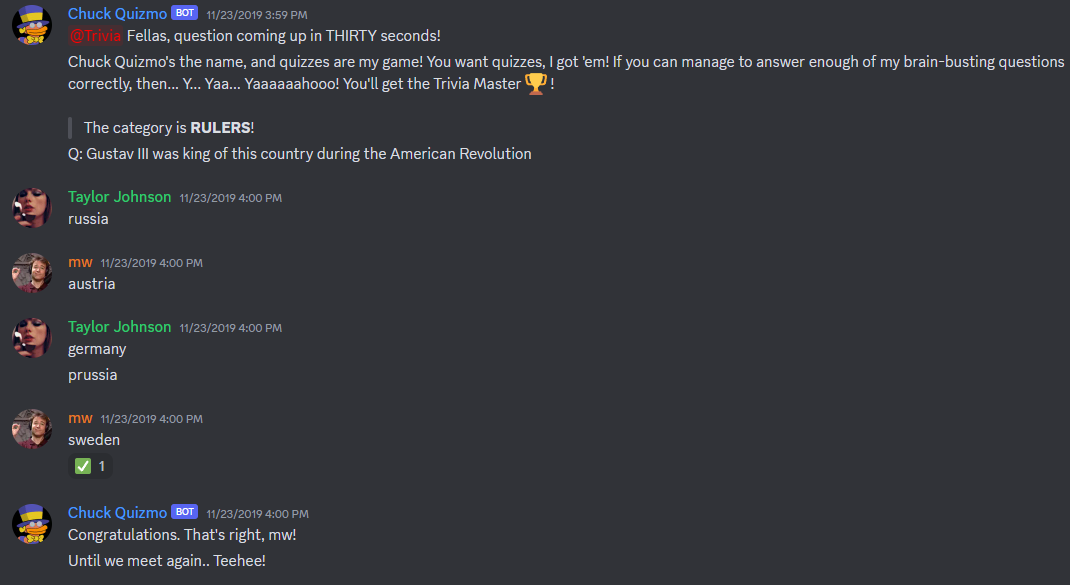 Chuck Quizmo BOT 11/23/2019 3:59 PM
@Trivia Fellas, question coming up in THIRTY seconds!
Chuck Quizmo's the name, and quizzes are my game! You want quizzes, I got 'em! If you can manage to answer enough of my brain-busting questions
correctly, then... Y... Yaa... Yaaaaaahooo! You'll get the Trivia Master 🏆 !
The category is RULERS!
Q: Gustav III was king of this country during the American Revolution
Taylor Johnson 11/23/2019 4:00 PM
russia
mw 11/23/2019 4:00 PM
austria
Taylor Johnson 11/23/2019 4:00 PM
germany
prussia
mw 11/23/2019 4:00 PM
sweden
✅ 1
Chuck Quizmo BOT 11/23/2019 4:00 PM
Congratulations. That's right, mw!
Until we meet again.. Teehee!